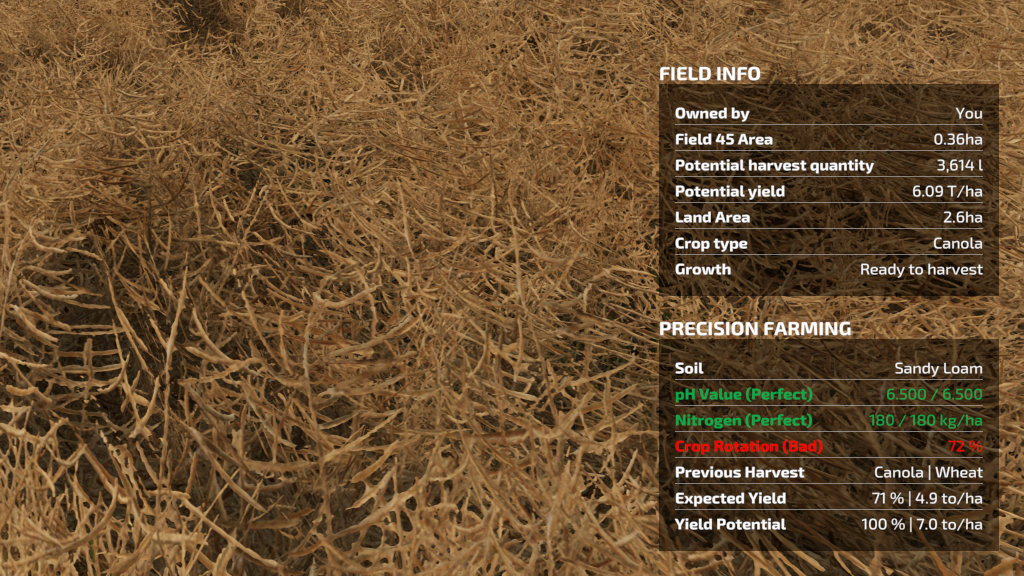 FIELD INFO
Owned by You
Field 45 Area 0.36ha
Potential harvest quantity 3,614 l
Potential yield 6.09 T/ha
Land Area 2.6ha
Crop type Canola
Growth Ready to harvest
PRECISION FARMING
Soil Sandy Loam
pH Value (Perfect) 6.500 / 6.500
Nitrogen (Perfect) 180 / 180 kg/ha
Crop Rotation (Bad) 72 %
Previous Harvest Canola | Wheat
Expected Yield 71 % | 4.9 to/ha
Yield Potential 100 % | 7.0 to/ha